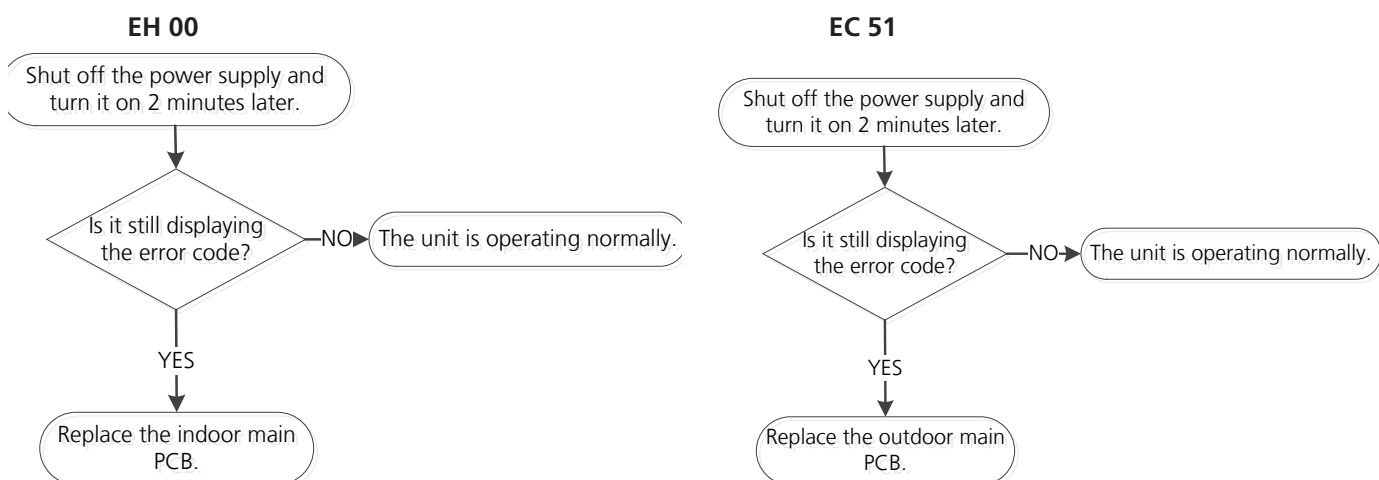 EH 00
Shut off the power supply and
turn it on 2 minutes later.
Is it still displaying
the error code?
NO
The unit is operating normally.
YES
Replace the indoor main
PCB.
EC 51
Shut off the power supply and
turn it on 2 minutes later.
Is it still displaying
the error code?
NO
The unit is operating normally.
YES
Replace the outdoor main
PCB.